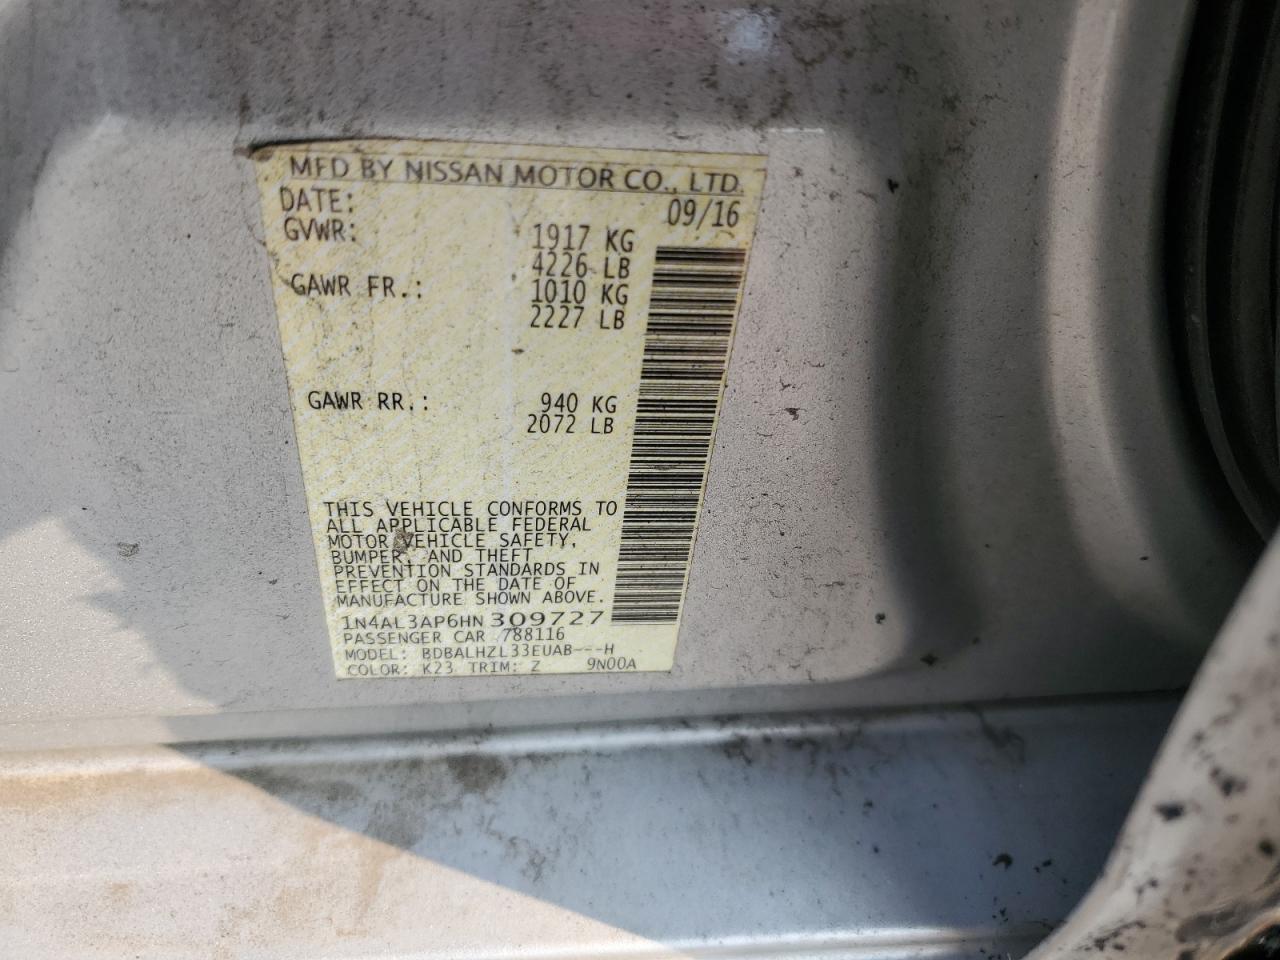 MFD BY NISSAN MOTOR CO., LTD.
DATE: 09/16
GVWR: 1917 KG
4226 LB
GAWR FR.: 1010 KG
2227 LB
GAWR RR.: 940 KG
2072 LB
THIS VEHICLE CONFORMS TO
ALL APPLICABLE FEDERAL
MOTOR VEHICLE SAFETY,
BUMPER, AND THEFT
PREVENTION STANDARDS IN
EFFECT ON THE DATE OF
MANUFACTURE SHOWN ABOVE.
1N4AL3AP6HN309727
PASSENGER CAR 788116
MODEL: BDBALHZL33EUAB---H
COLOR: K23 TRIM: Z 9N00A